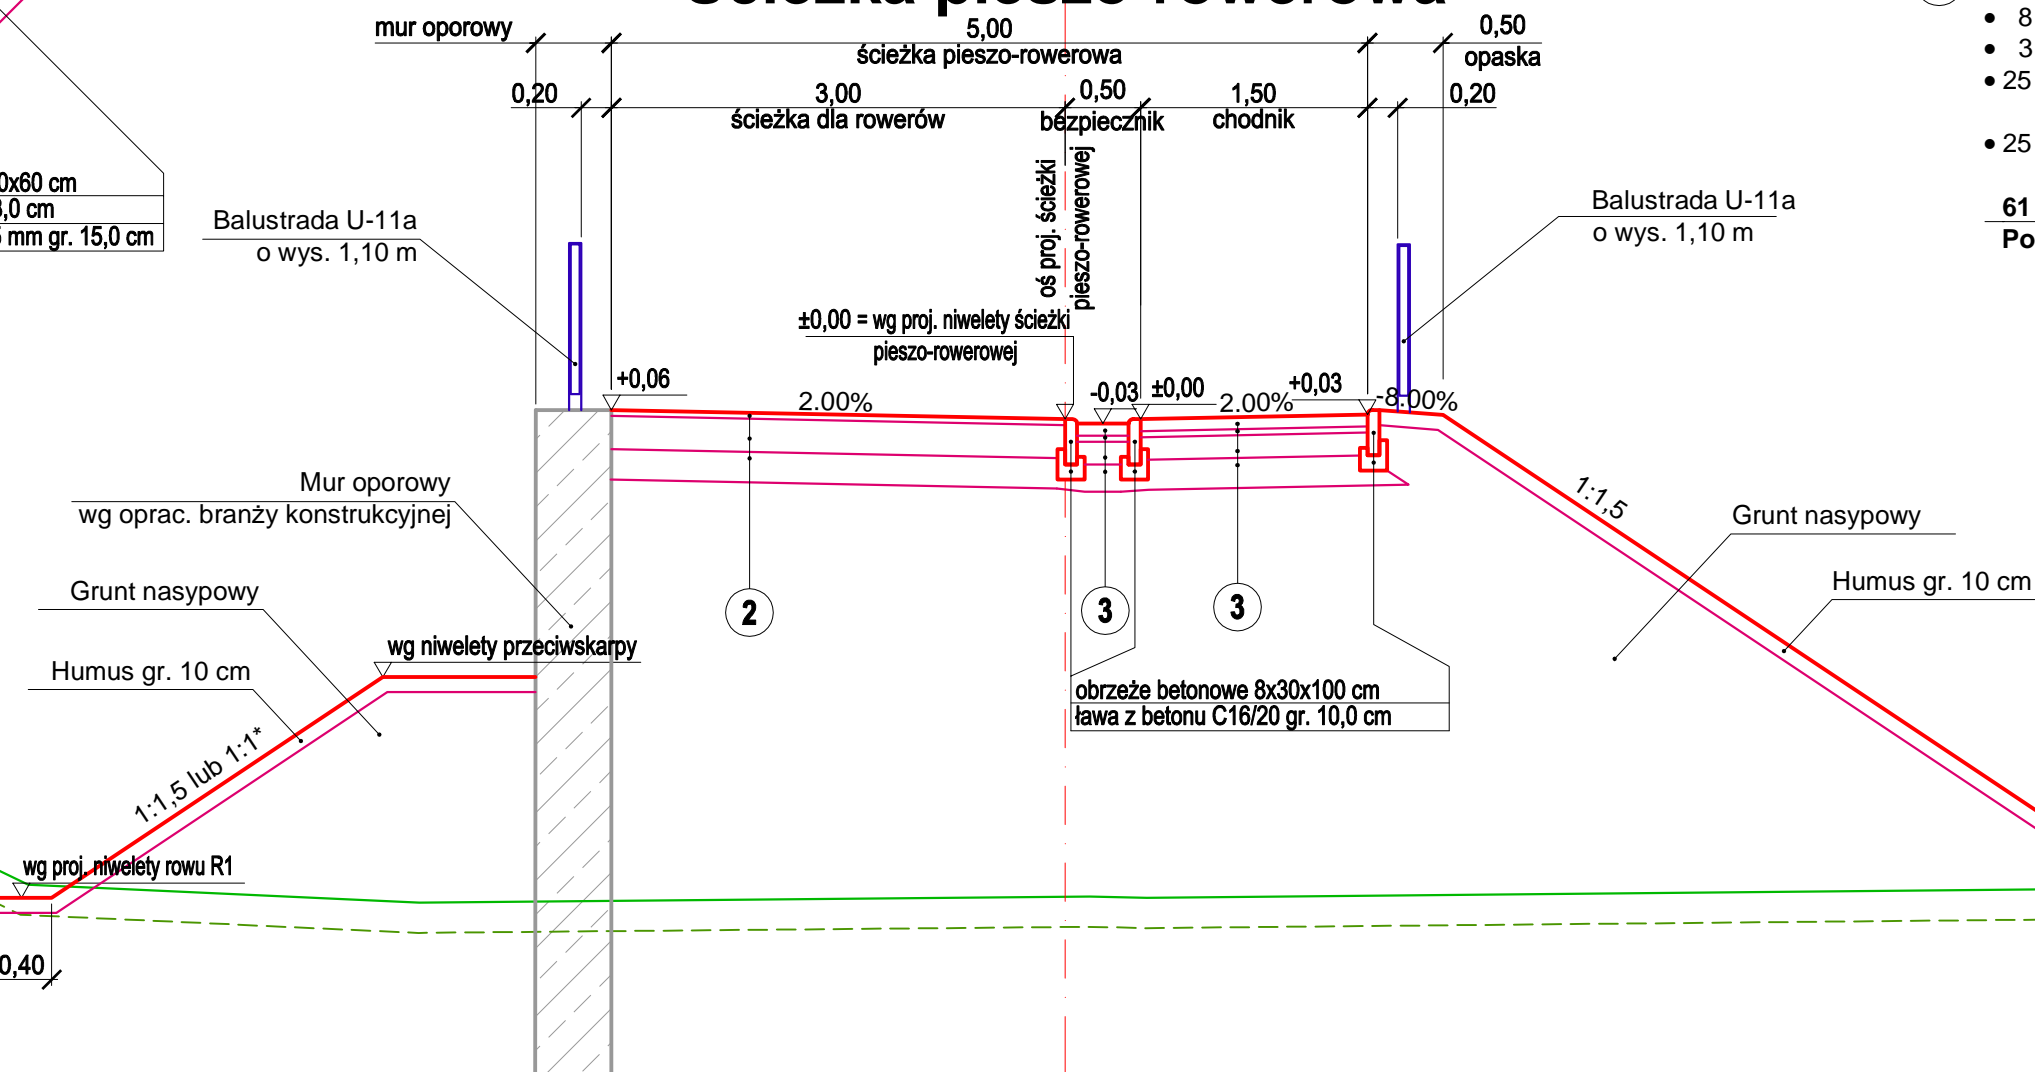 ścieżka pieszo-rowerowa
mur oporowy
5,00
ścieżka pieszo-rowerowa
0,50
opaska
0,20
3,00
ścieżka dla rowerów
0,50
bezpiecznik
1,50
chodnik
0,20
8
3
25
25
61
Po
0x60 cm
3,0 cm
5 mm gr. 15,0 cm
Balustrada U-11a
o wys. 1,10 m
oś proj. ścieżki
pieszo-rowerowej
Balustrada U-11a
o wys. 1,10 m
±0,00 = wg proj. niwelety ścieżki
pieszo-rowerowej
+0,06
2.00%
-0,03
±0,00
2.00%
+0,03
-8.00%
Mur oporowy
wg oprac. branży konstrukcyjnej
1:1,5
Grunt nasypowy
Grunt nasypowy
Humus gr. 10 cm
2
3
3
wg niwelety przeciwskarpy
Humus gr. 10 cm
obrzeże betonowe 8x30x100 cm
ława z betonu C16/20 gr. 10,0 cm
1:1,5 lub 1:1*
wg proj. niwelety rowu R1
0,40